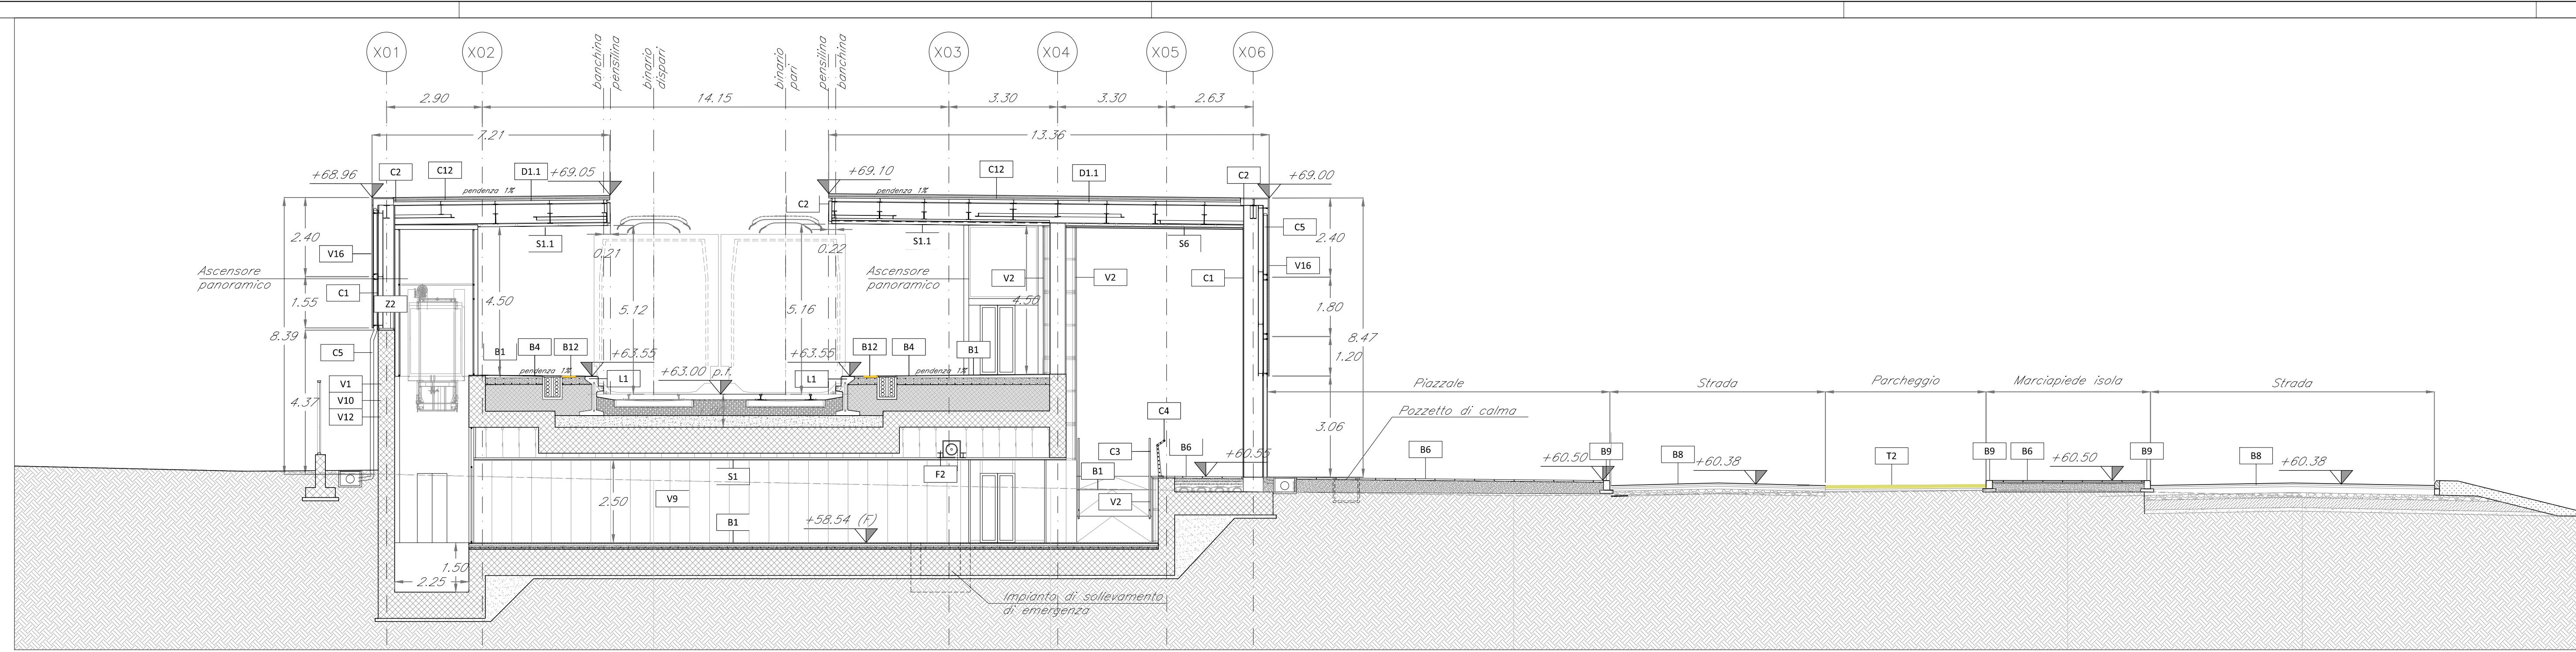 X01
X02
banchina
pensilina
binario
dispari
binario
pari
pensilina
banchina
X03
X04
X05
X06
2.90
14.15
3.30
3.30
2.63
7.21
13.36
+68.96
C2
C12
D1.1
+69.05
pendenza 1%
+69.10
C12
D1.1
pendenza 1%
C2
+69.00
C2
2.40
V16
S1.1
0.21
0.22
S1.1
S6
C5
2.40
Ascensore
panoramico
C1
1.55
Z2
8.39
4.50
5.12
5.16
Ascensore
panoramico
V2
V2
4.50
C1
V16
1.80
8.47
1.20
C5
V1
V10
V12
4.37
B1
B4
B12
+63.55
pendenza 1%
L1
+63.00 p.f.
+63.55
L1
B12
B4
B1
pendenza 1%
Piazzale
Strada
Parcheggio
Marciapiede isola
Strada
Pozzetto di calma
3.06
C4
C3
B6
B1
+60.55
V2
F2
S1
2.50
V9
B1
+58.54 (F)
B6
+60.50
B9
B8
+60.38
T2
B9
B6
+60.50
B9
B8
+60.38
1.50
2.25
Impianto di sollevamento
di emergenza